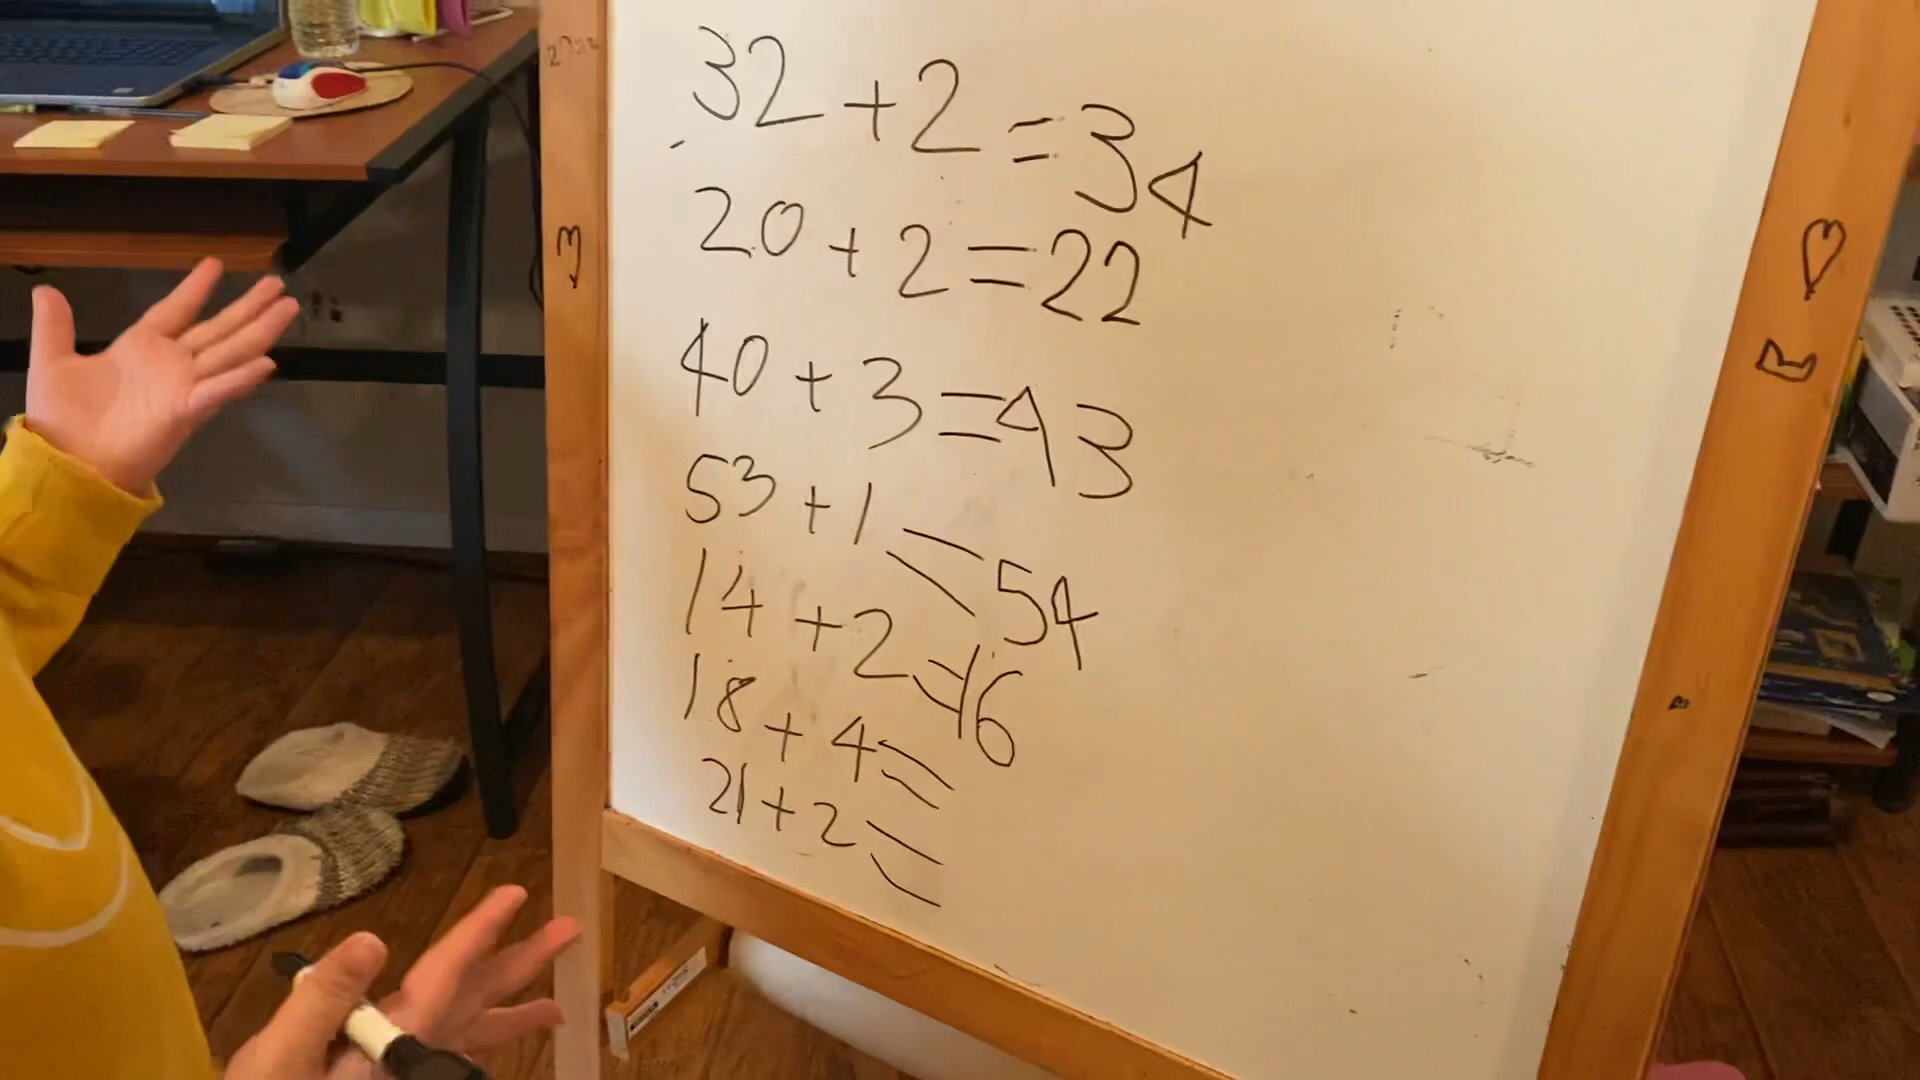 32 + 2 = 34
20 + 2 = 22
40 + 3 = 43
53 + 1 = 54
14 + 2 = 16
18 + 4 =
21 + 2 =